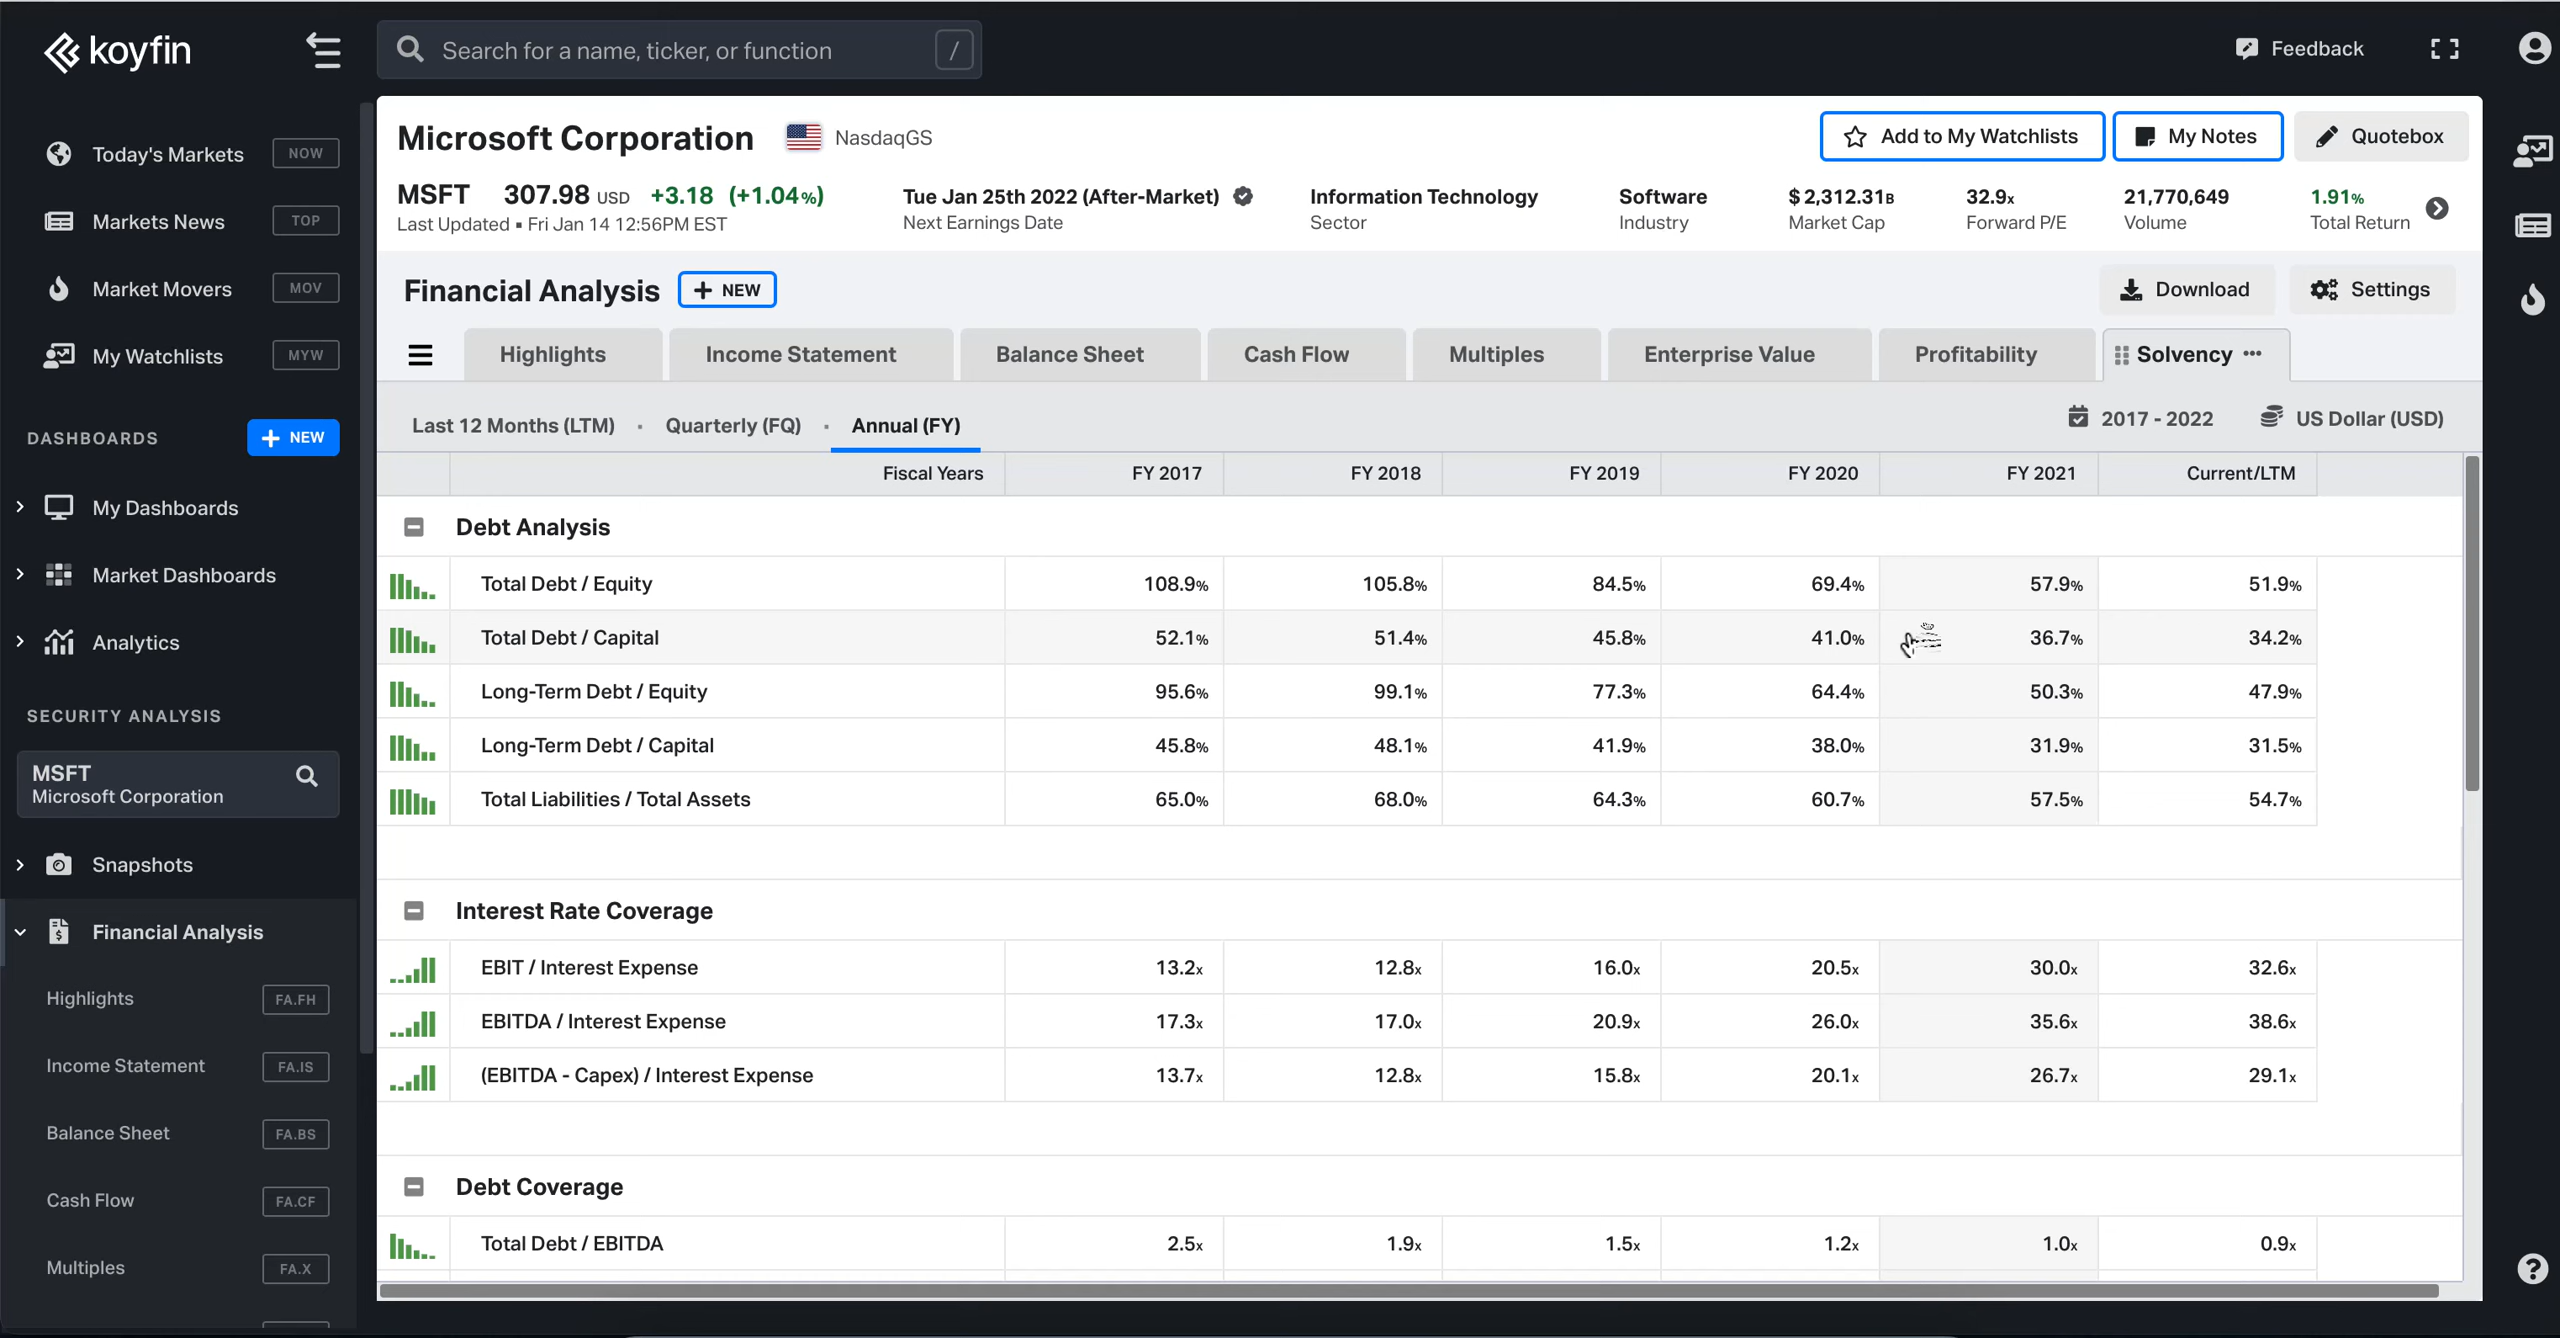 koyfin
Search for a name, ticker, or function /
Feedback
Today's Markets NOW
Markets News TOP
Market Movers MOV
My Watchlists MYW
DASHBOARDS + NEW
My Dashboards
Market Dashboards
Analytics
SECURITY ANALYSIS
MSFT
Microsoft Corporation
Snapshots
Financial Analysis
Highlights FA.FH
Income Statement FA.IS
Balance Sheet FA.BS
Cash Flow FA.CF
Multiples FA.X
Microsoft Corporation NasdaqGS
Add to My Watchlists My Notes Quotebox
MSFT 307.98 USD +3.18 (+1.04%) Tue Jan 25th 2022 (After-Market) Information Technology Software $ 2,312.31B 32.9x 21,770,649 1.91%
Last Updated ▪ Fri Jan 14 12:56PM EST Next Earnings Date Sector Industry Market Cap Forward P/E Volume Total Return
Financial Analysis + NEW Download Settings
Highlights Income Statement Balance Sheet Cash Flow Multiples Enterprise Value Profitability Solvency ···
Last 12 Months (LTM) · Quarterly (FQ) · Annual (FY) 2017 - 2022 US Dollar (USD)
Fiscal Years FY 2017 FY 2018 FY 2019 FY 2020 FY 2021 Current/LTM
Debt Analysis
Total Debt / Equity 108.9% 105.8% 84.5% 69.4% 57.9% 51.9%
Total Debt / Capital 52.1% 51.4% 45.8% 41.0% 36.7% 34.2%
Long-Term Debt / Equity 95.6% 99.1% 77.3% 64.4% 50.3% 47.9%
Long-Term Debt / Capital 45.8% 48.1% 41.9% 38.0% 31.9% 31.5%
Total Liabilities / Total Assets 65.0% 68.0% 64.3% 60.7% 57.5% 54.7%
Interest Rate Coverage
EBIT / Interest Expense 13.2x 12.8x 16.0x 20.5x 30.0x 32.6x
EBITDA / Interest Expense 17.3x 17.0x 20.9x 26.0x 35.6x 38.6x
(EBITDA - Capex) / Interest Expense 13.7x 12.8x 15.8x 20.1x 26.7x 29.1x
Debt Coverage
Total Debt / EBITDA 2.5x 1.9x 1.5x 1.2x 1.0x 0.9x